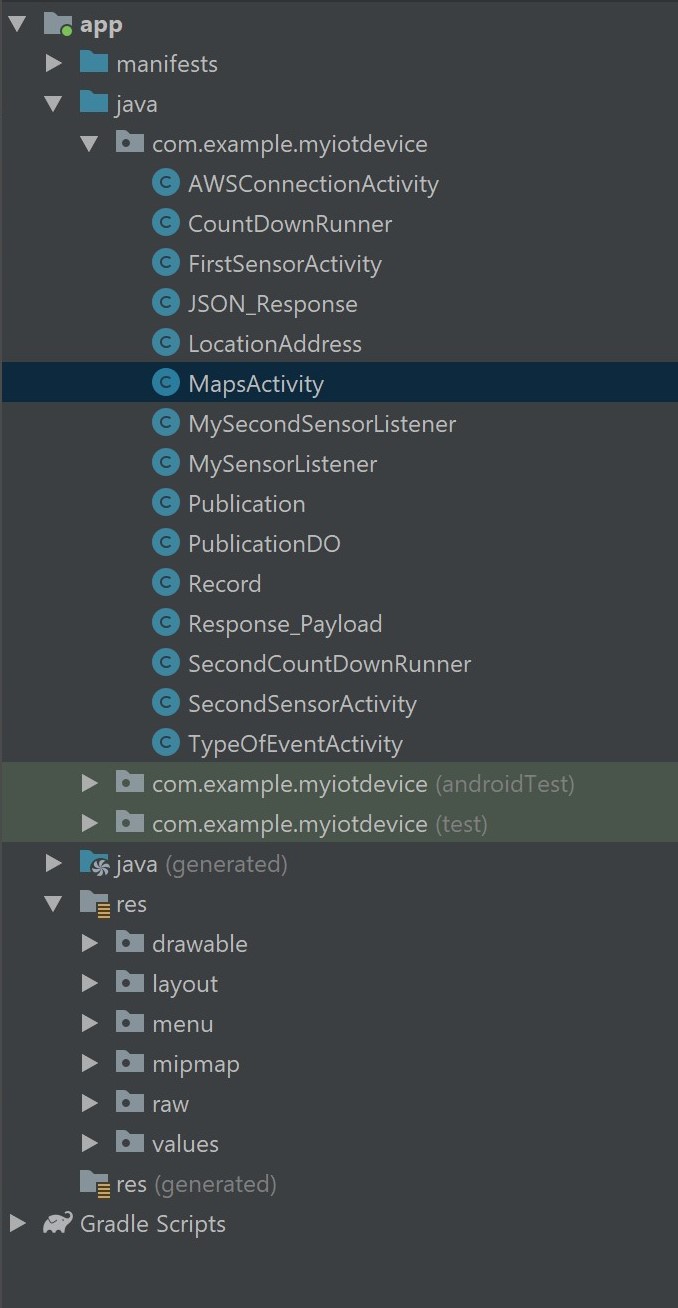 app
manifests
java
com.example.myiotdevice
C AWSConnectionActivity
C CountDownRunner
C FirstSensorActivity
C JSON_Response
C LocationAddress
C MapsActivity
C MySecondSensorListener
C MySensorListener
C Publication
C PublicationDO
C Record
C Response_Payload
C SecondCountDownRunner
C SecondSensorActivity
C TypeOfEventActivity
com.example.myiotdevice (androidTest)
com.example.myiotdevice (test)
java (generated)
res
drawable
layout
menu
mipmap
raw
values
res (generated)
Gradle Scripts